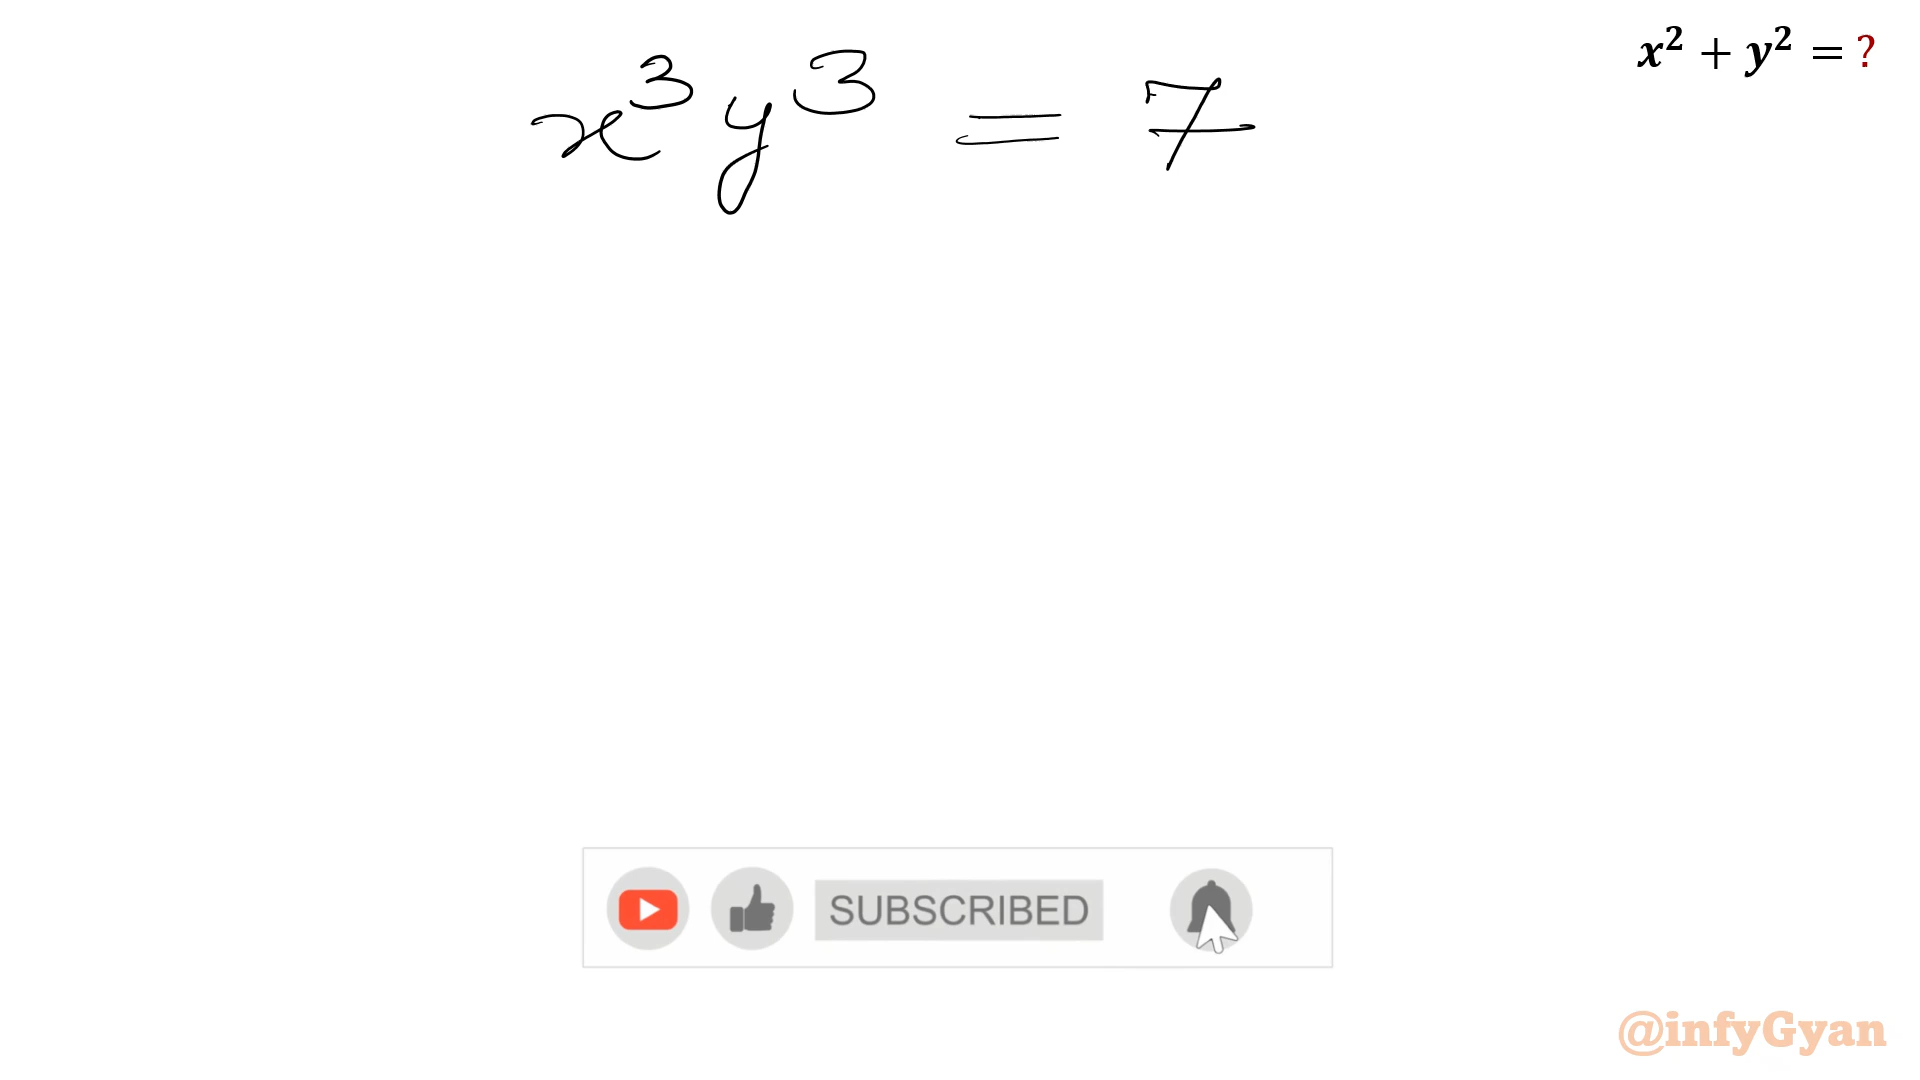 x² + y² = ?
x³y³ = 7
SUBSCRIBED
@infyGyan